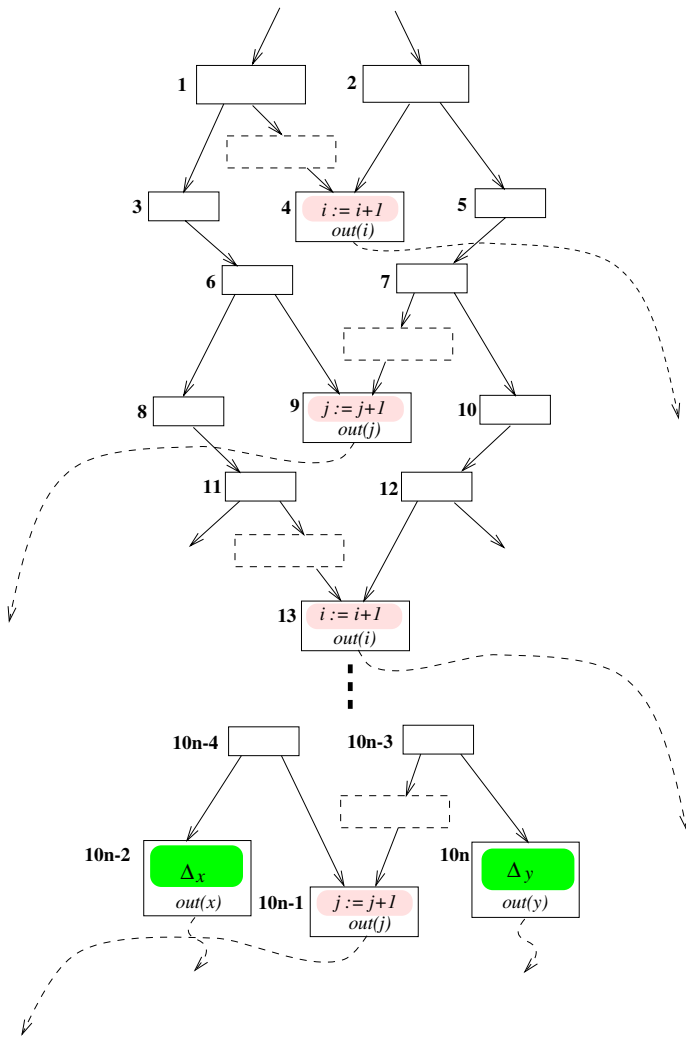 1
2
3
4
i := i+1
out(i)
5
6
7
8
9
j := j+1
out(j)
10
11
12
13
i := i+1
out(i)
10n-4
10n-3
10n-2
Δx
out(x)
10n-1
j := j+1
out(j)
10n
Δy
out(y)